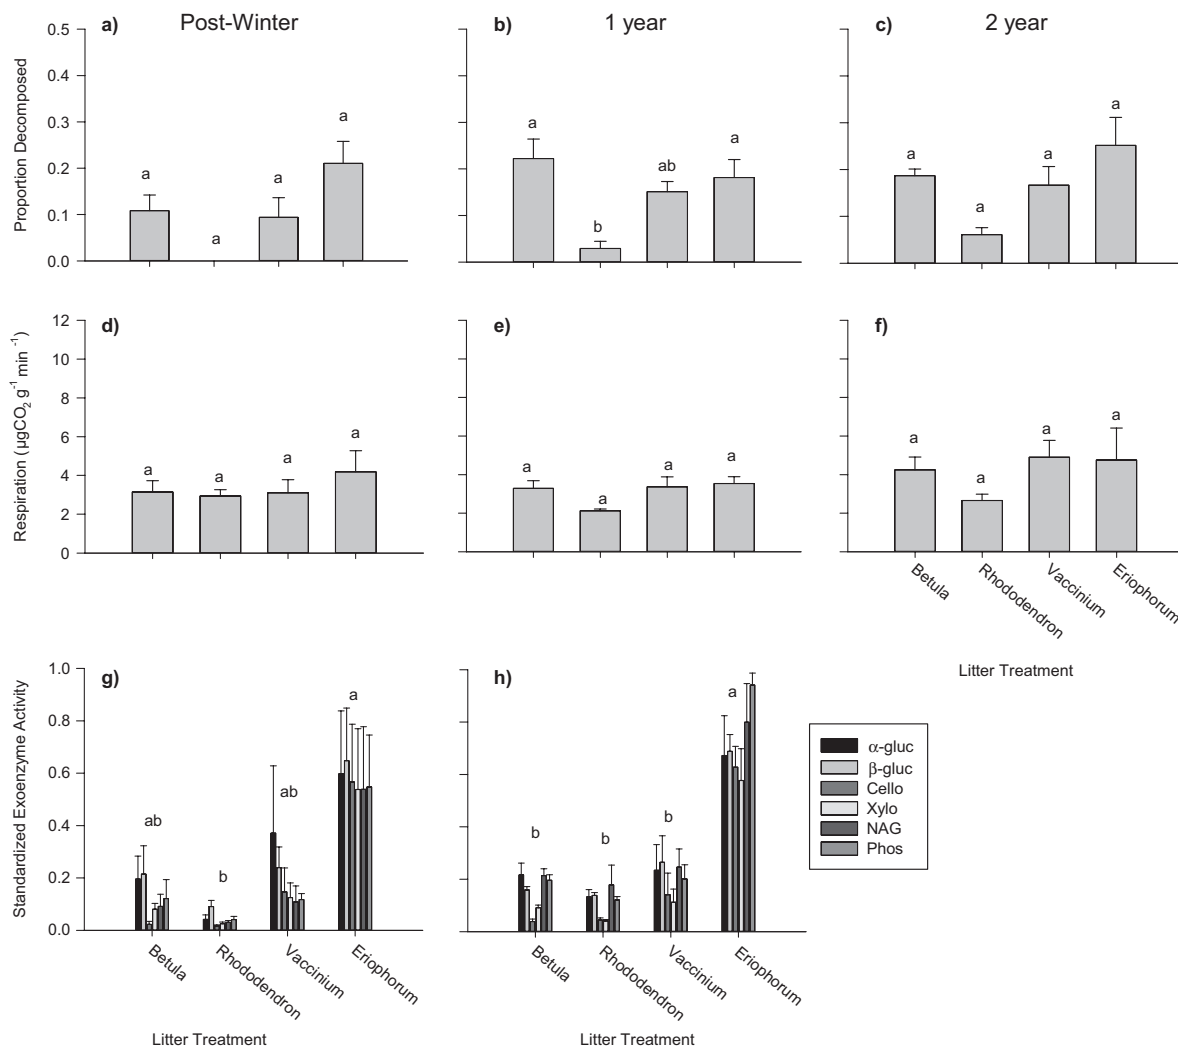 a) Post-Winter
b) 1 year
c) 2 year
Proportion Decomposed
0.5
0.4
0.3
0.2
0.1
0.0
a
a
a
a
a
b
ab
a
a
a
a
a
d)
e)
f)
Respiration (µgCO₂ g⁻¹ min⁻¹)
12
10
8
6
4
2
0
a
a
a
a
a
a
a
a
a
a
a
a
Betula
Rhododendron
Vaccinium
Eriophorum
Litter Treatment
g)
h)
Standardized Exoenzyme Activity
1.0
0.8
0.6
0.4
0.2
0.0
ab
b
ab
a
b
b
b
a
α-gluc
β-gluc
Cello
Xylo
NAG
Phos
Betula
Rhododendron
Vaccinium
Eriophorum
Litter Treatment
Betula
Rhododendron
Vaccinium
Eriophorum
Litter Treatment